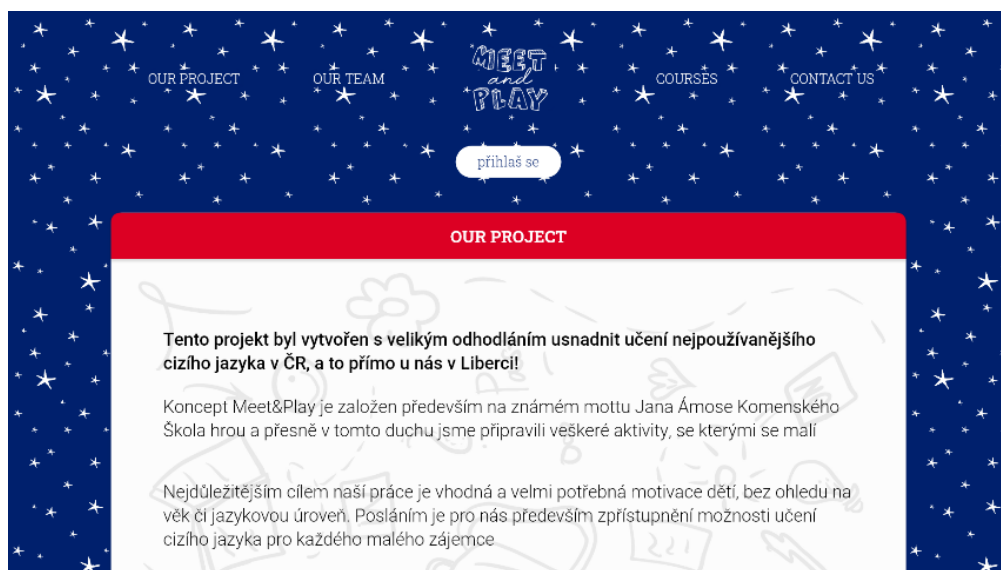 OUR PROJECT
OUR TEAM
MEET
and
PLAY
COURSES
CONTACT US
přihlaš se
OUR PROJECT
Tento projekt byl vytvořen s velikým odhodláním usnadnit učení nejpoužívanějšího
cizího jazyka v ČR, a to přímo u nás v Liberci!
Koncept Meet&Play je založen především na známém mottu Jana Ámose Komenského
Škola hrou a přesně v tomto duchu jsme připravili veškeré aktivity, se kterými se malí
Nejdůležitějším cílem naší práce je vhodná a velmi potřebná motivace dětí, bez ohledu na
věk či jazykovou úroveň. Posláním je pro nás především zpřístupnění možnosti učení
cizího jazyka pro každého malého zájemce